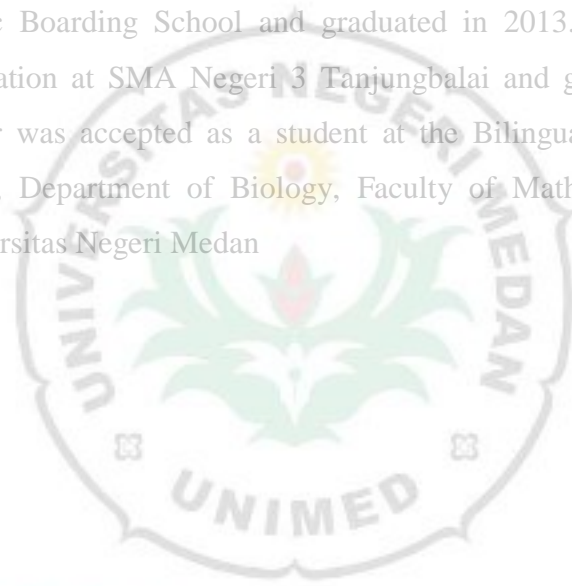 c Boarding School and graduated in 2013.
ation at SMA Negeri 3 Tanjungbalai and g
r was accepted as a student at the Bilingua
, Department of Biology, Faculty of Math
rsitas Negeri Medan
UNIVERSITAS NEGERI MEDAN
UNIMED